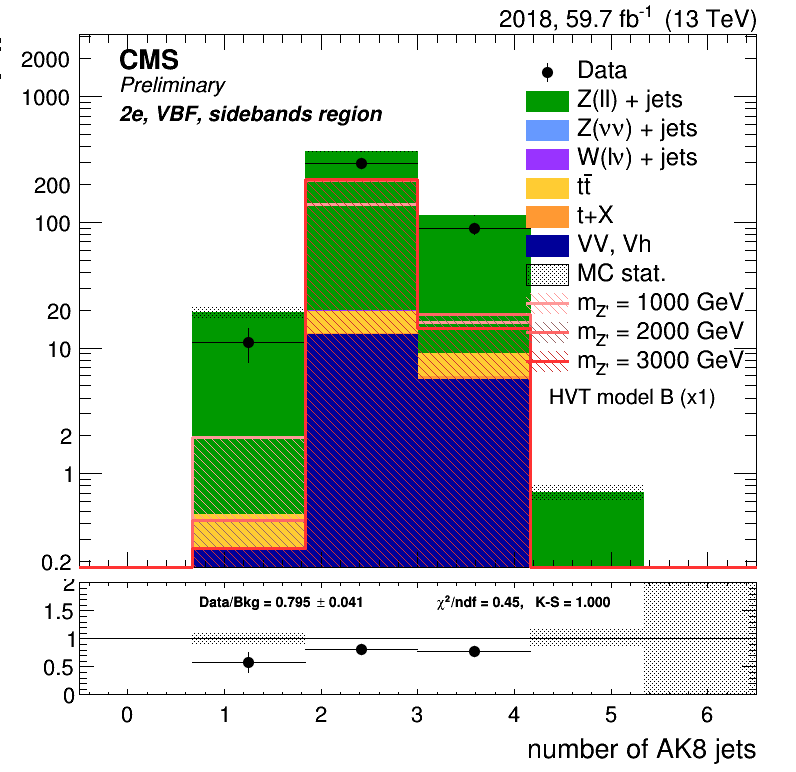 2018, 59.7 fb⁻¹ (13 TeV)
CMS
Preliminary
2e, VBF, sidebands region
Data
Z(ll) + jets
Z(νν) + jets
W(lν) + jets
tt̄
t+X
VV, Vh
MC stat.
m_Z' = 1000 GeV
m_Z' = 2000 GeV
m_Z' = 3000 GeV
HVT model B (x1)
2000
1000
200
100
20
10
2
1
0.2
Data/Bkg = 0.795 ± 0.041
χ²/ndf = 0.45, K-S = 1.000
2
1.5
1
0.5
0
0 1 2 3 4 5 6
number of AK8 jets